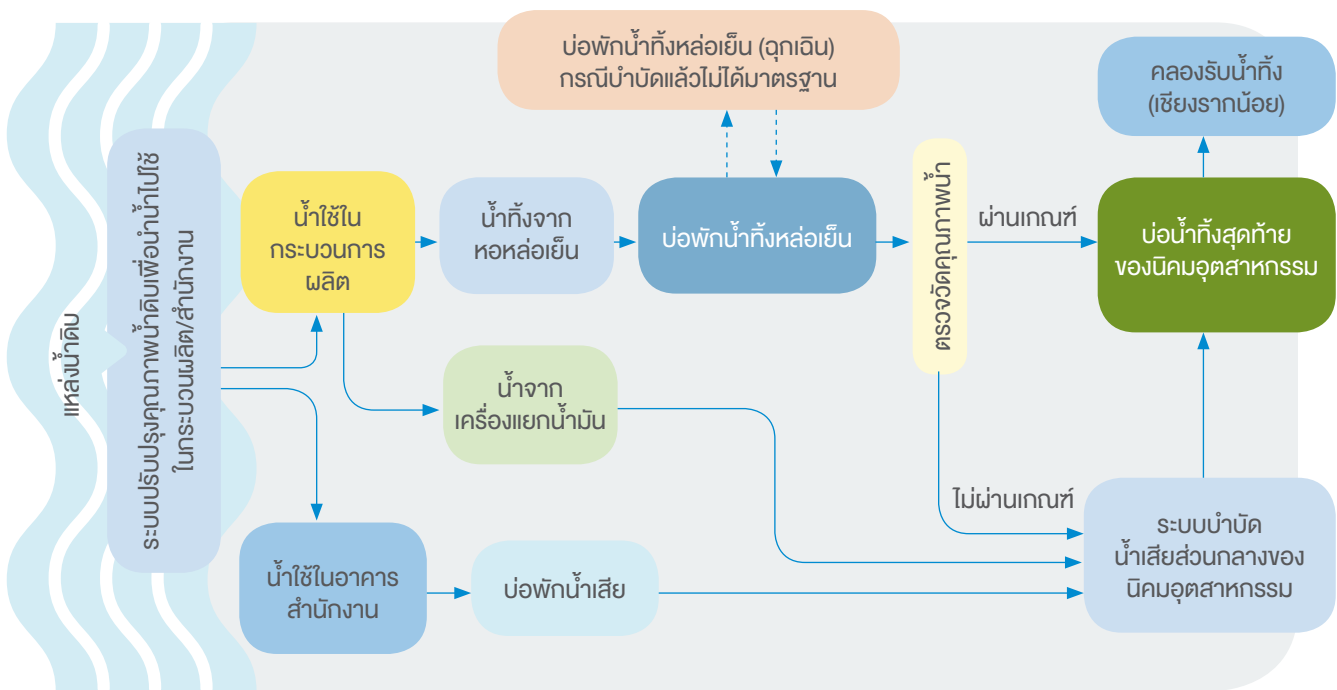 แหล่งน้ำดิบ
ระบบปรับปรุงคุณภาพน้ำดิบเพื่อนำน้ำไปใช้
ในกระบวนผลิต/สำนักงาน
น้ำใช้ใน
กระบวนการ
ผลิต
น้ำทิ้งจาก
หอหล่อเย็น
บ่อพักน้ำทิ้งหล่อเย็น (ฉุกเฉิน)
กรณีบำบัดแล้วไม่ได้มาตรฐาน
บ่อพักน้ำทิ้งหล่อเย็น
ตรวจวัดคุณภาพน้ำ
ผ่านเกณฑ์
คลองรับน้ำทิ้ง
(เชียงรากน้อย)
บ่อน้ำทิ้งสุดท้าย
ของนิคมอุตสาหกรรม
น้ำจาก
เครื่องแยกน้ำมัน
ไม่ผ่านเกณฑ์
น้ำใช้ในอาคาร
สำนักงาน
บ่อพักน้ำเสีย
ระบบบำบัด
น้ำเสียส่วนกลางของ
นิคมอุตสาหกรรม